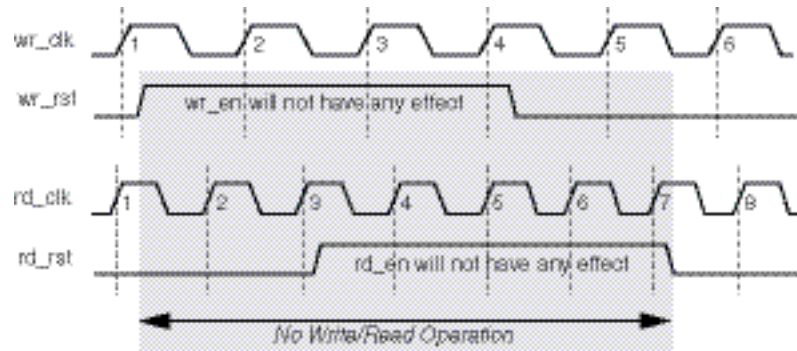 wr_clk 1 2 3 4 5 6
wr_rst wr_en will not have any effect
rd_clk 1 2 3 4 5 6 7 8
rd_rst rd_en will not have any effect
No Write/Read Operation